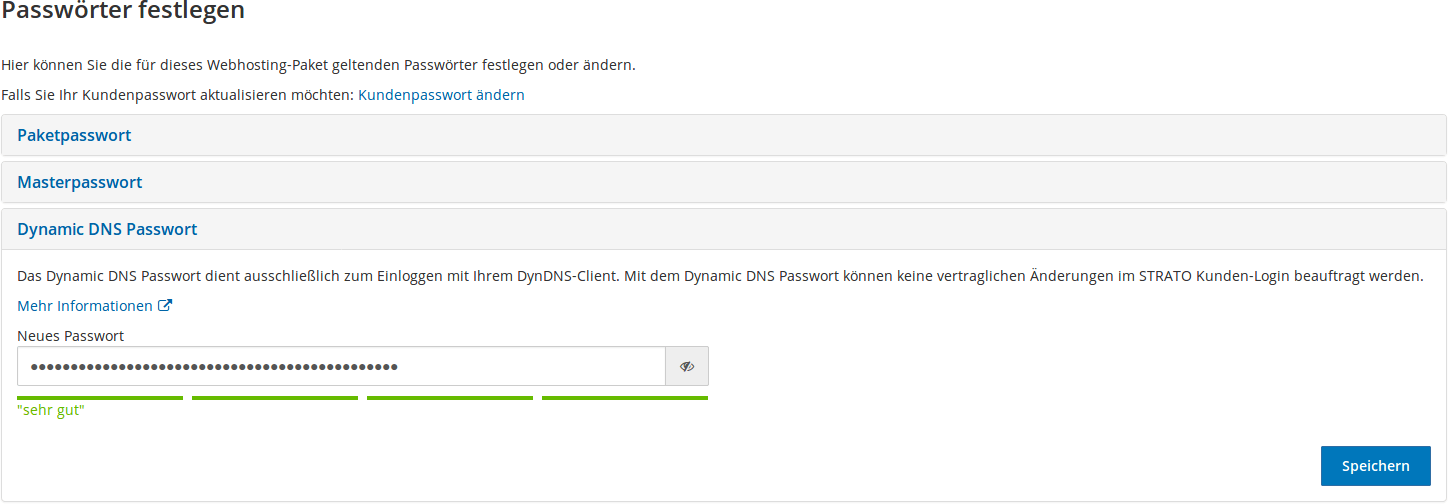 Passwörter festlegen
Hier können Sie die für dieses Webhosting-Paket geltenden Passwörter festlegen oder ändern.
Falls Sie Ihr Kundenpasswort aktualisieren möchten: Kundenpasswort ändern
Paketpasswort
Masterpasswort
Dynamic DNS Passwort
Das Dynamic DNS Passwort dient ausschließlich zum Einloggen mit Ihrem DynDNS-Client. Mit dem Dynamic DNS Passwort können keine vertraglichen Änderungen im STRATO Kunden-Login beauftragt werden.
Mehr Informationen
Neues Passwort
"sehr gut"
Speichern